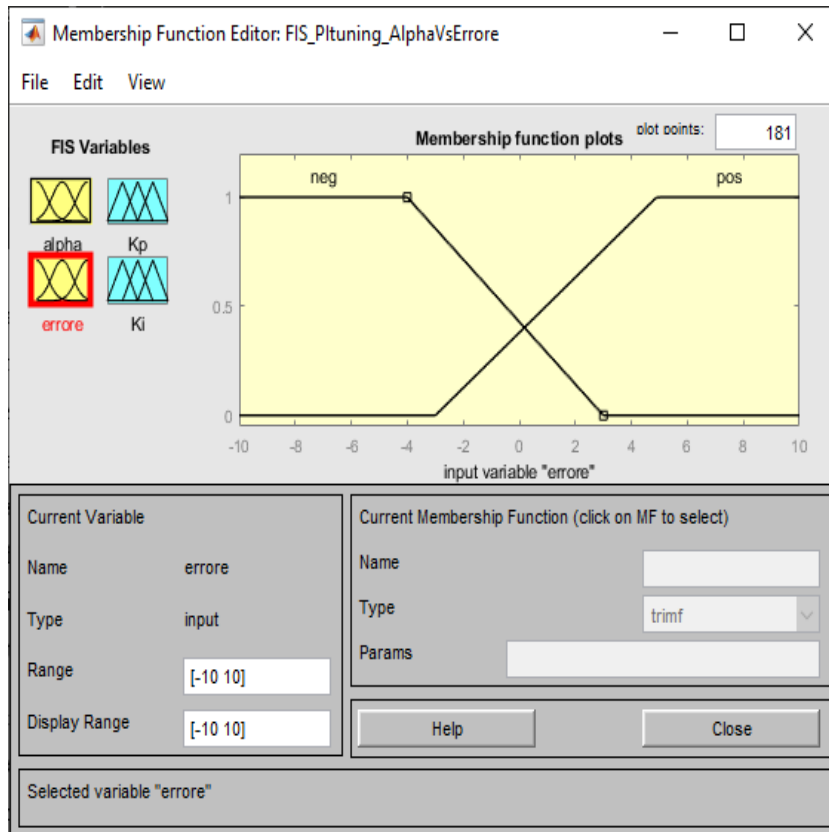 Membership Function Editor: FIS_PItuning_AlphaVsErrore
File Edit View
FIS Variables
Membership function plots
plot points:
181
alpha
Kp
errore
Ki
neg
pos
1
0.5
0
-10 -8 -6 -4 -2 0 2 4 6 8 10
input variable "errore"
Current Variable
Name errore
Type input
Range [-10 10]
Display Range [-10 10]
Current Membership Function (click on MF to select)
Name
Type trimf
Params
Help Close
Selected variable "errore"